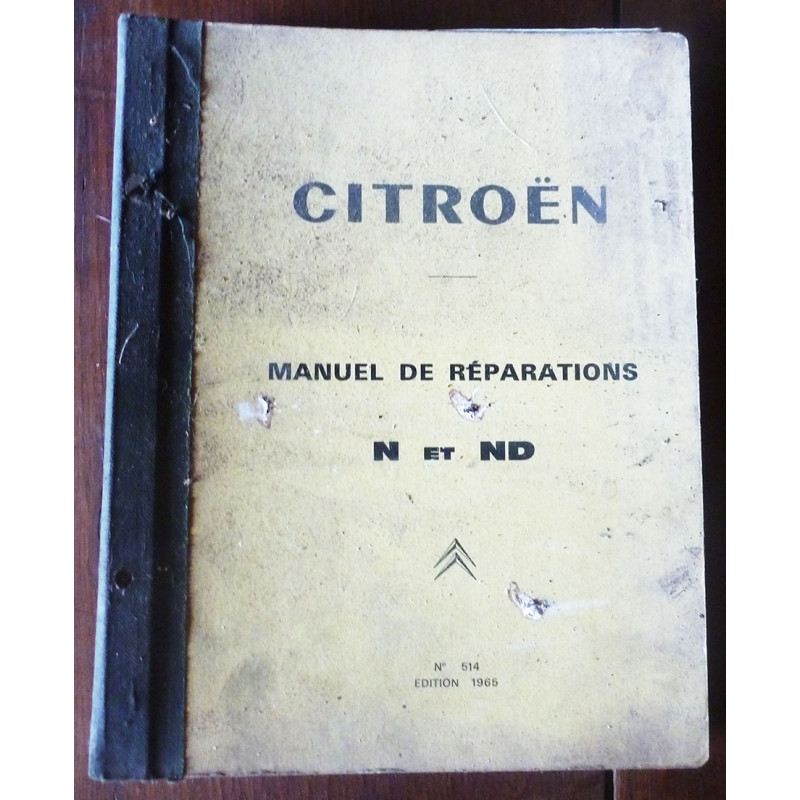 CITROËN
MANUEL DE RÉPARATIONS
N ET ND
N° 514
EDITION 1965